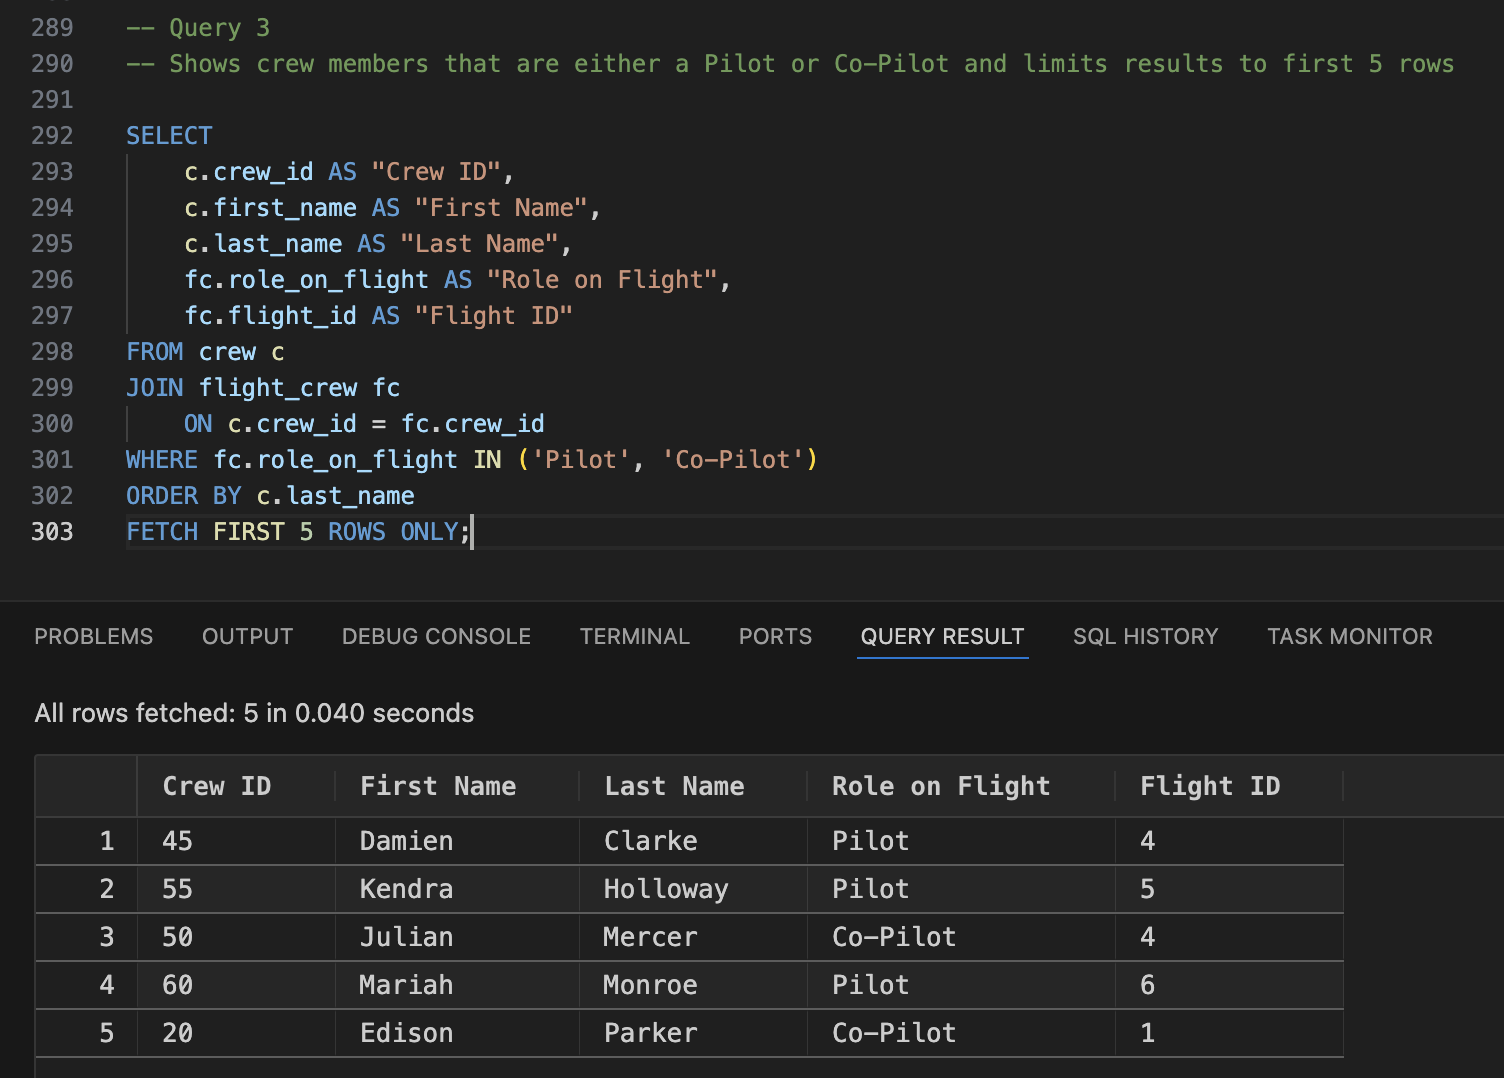 289 -- Query 3
290 -- Shows crew members that are either a Pilot or Co-Pilot and limits results to first 5 rows
291
292 SELECT
293 c.crew_id AS "Crew ID",
294 c.first_name AS "First Name",
295 c.last_name AS "Last Name",
296 fc.role_on_flight AS "Role on Flight",
297 fc.flight_id AS "Flight ID"
298 FROM crew c
299 JOIN flight_crew fc
300 ON c.crew_id = fc.crew_id
301 WHERE fc.role_on_flight IN ('Pilot', 'Co-Pilot')
302 ORDER BY c.last_name
303 FETCH FIRST 5 ROWS ONLY;
PROBLEMS OUTPUT DEBUG CONSOLE TERMINAL PORTS QUERY RESULT SQL HISTORY TASK MONITOR
All rows fetched: 5 in 0.040 seconds
Crew ID First Name Last Name Role on Flight Flight ID
1 45 Damien Clarke Pilot 4
2 55 Kendra Holloway Pilot 5
3 50 Julian Mercer Co-Pilot 4
4 60 Mariah Monroe Pilot 6
5 20 Edison Parker Co-Pilot 1